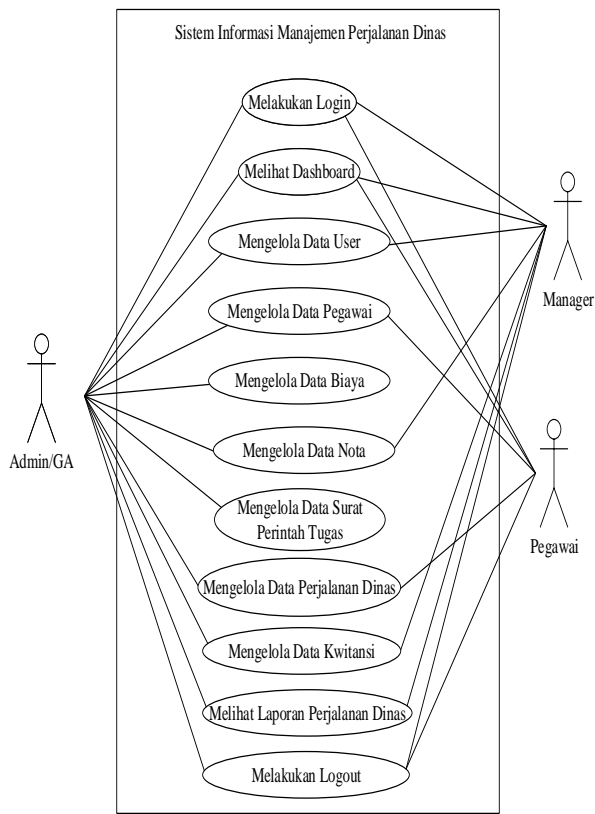 Sistem Informasi Manajemen Perjalanan Dinas
Melakukan Login
Melihat Dashboard
Mengelola Data User
Manager
Mengelola Data Pegawai
Mengelola Data Biaya
Admin/GA
Mengelola Data Nota
Mengelola Data Surat
Perintah Tugas
Pegawai
Mengelola Data Perjalanan Dinas
Mengelola Data Kwitansi
Melihat Laporan Perjalanan Dinas
Melakukan Logout